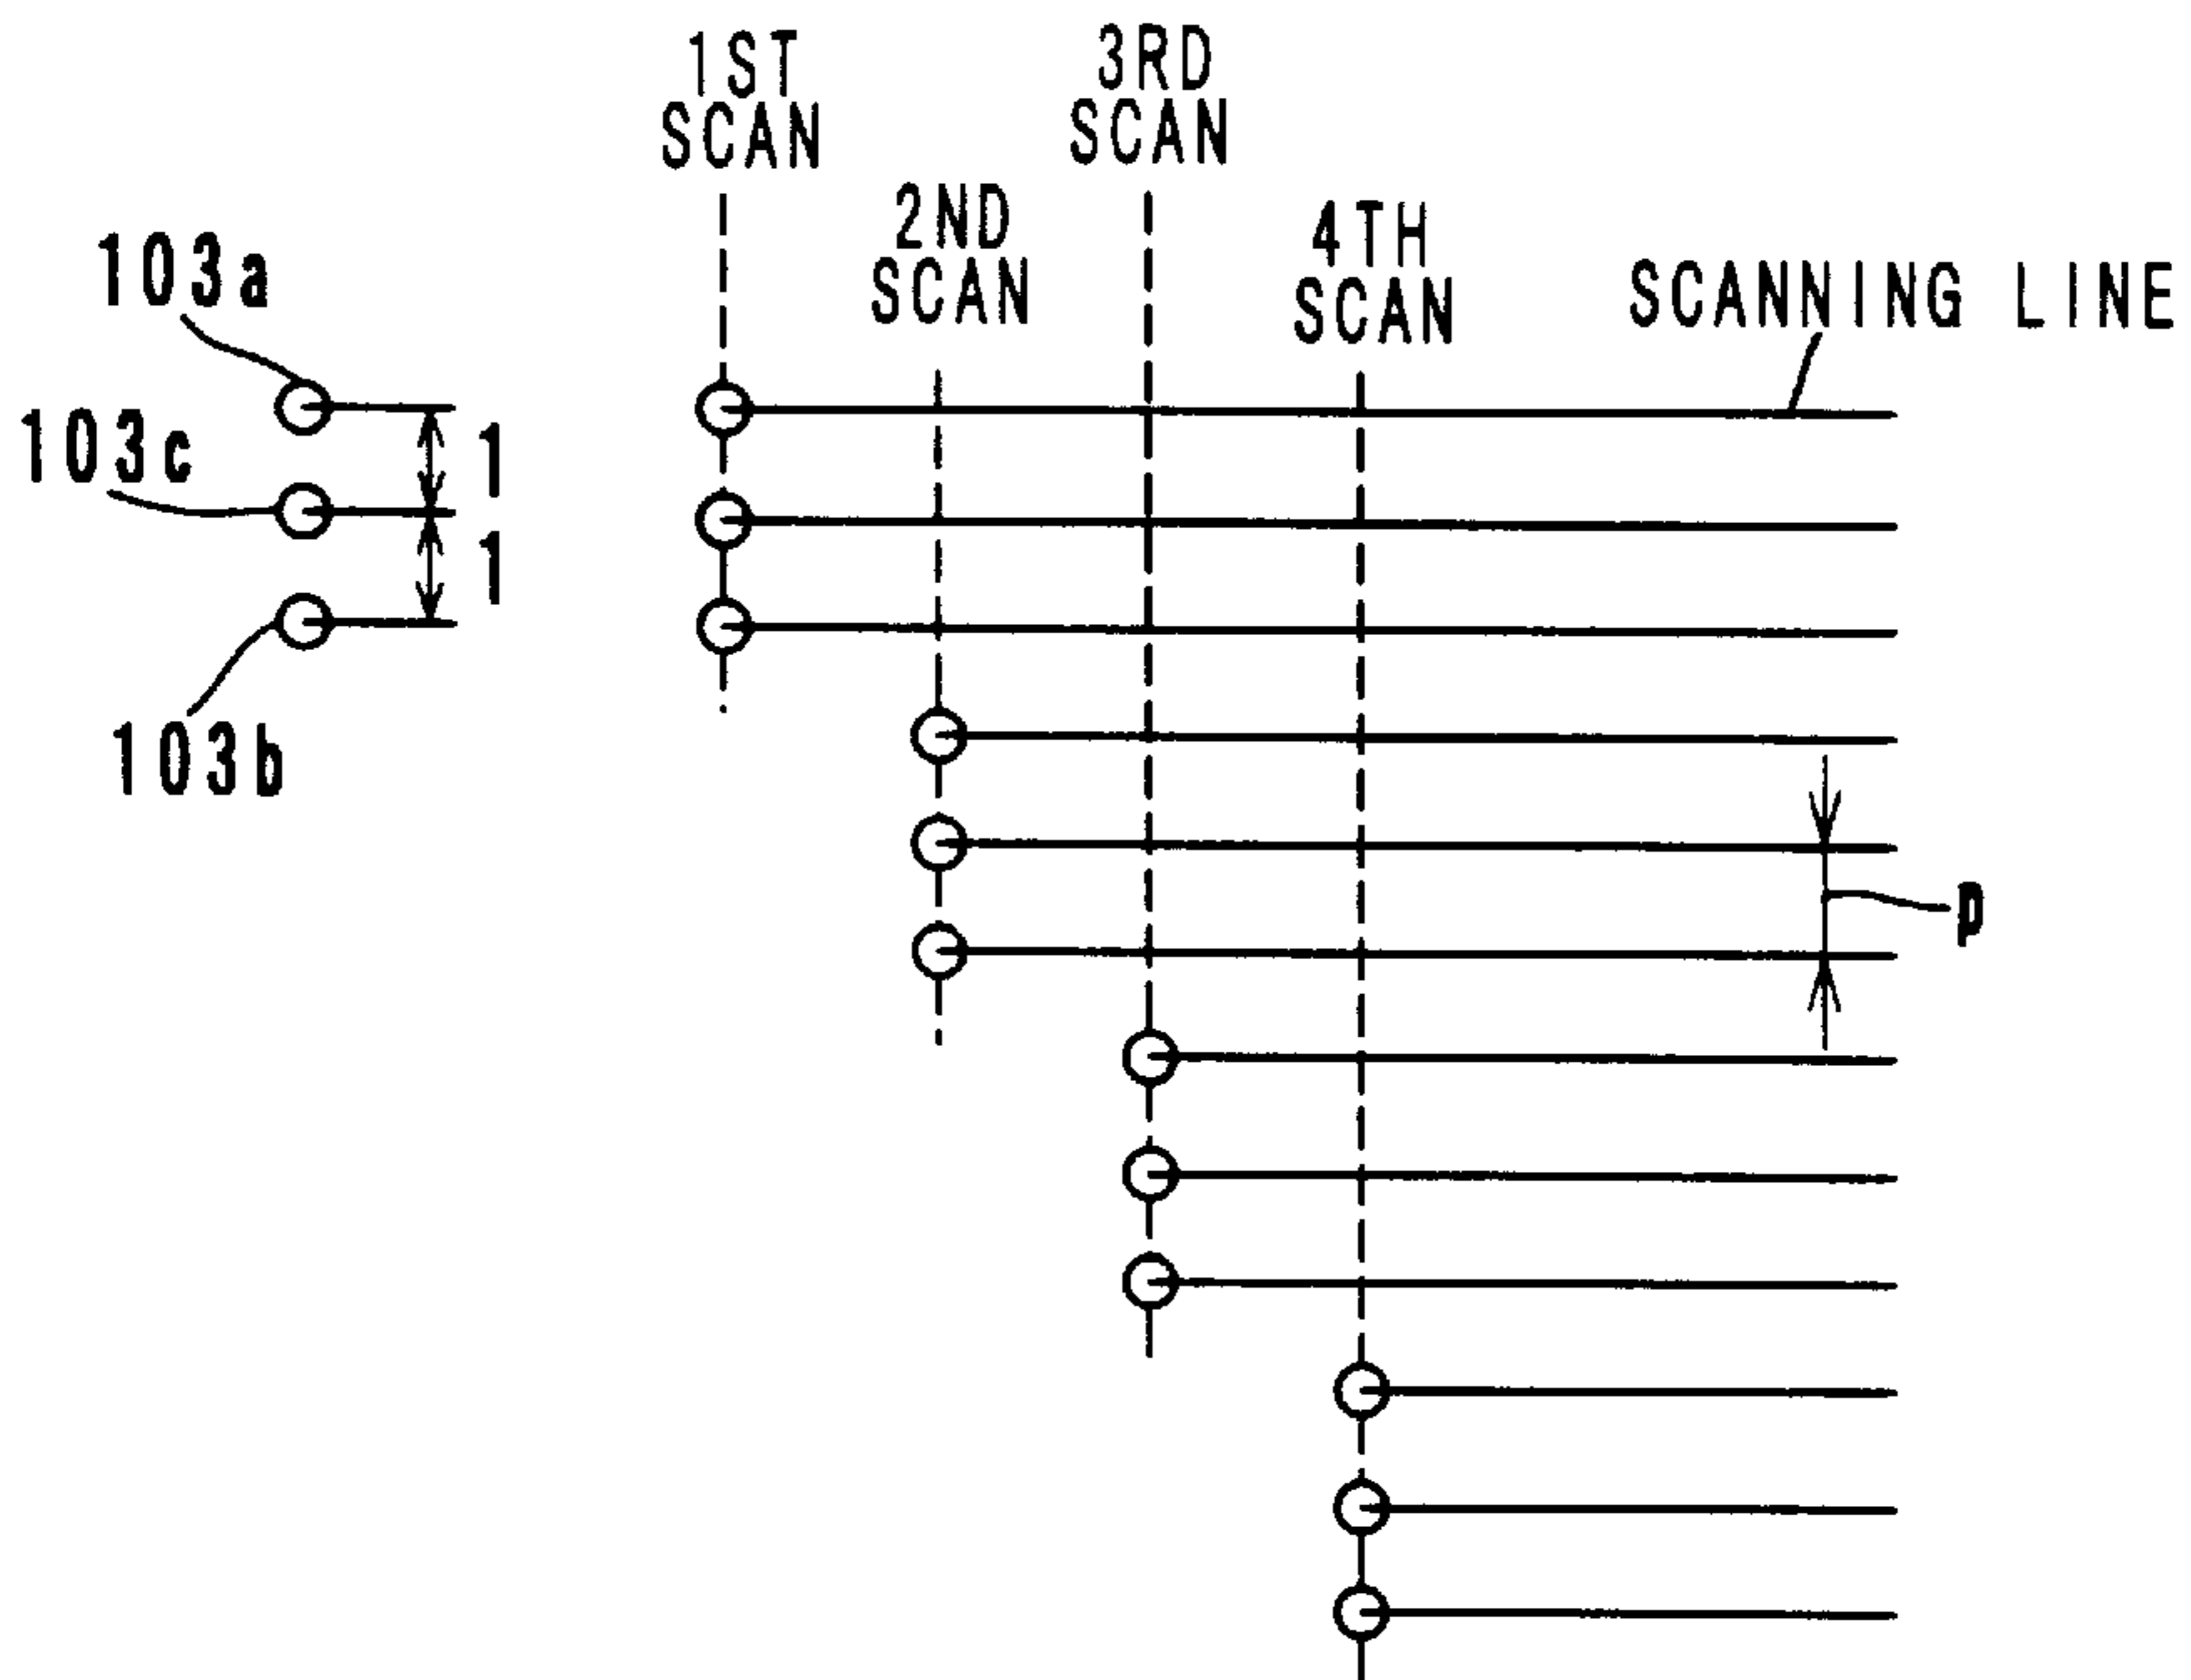 1ST
SCAN
3RD
SCAN
2ND
SCAN
4TH
SCAN
SCANNING LINE
103a
103c
1
1
103b
p